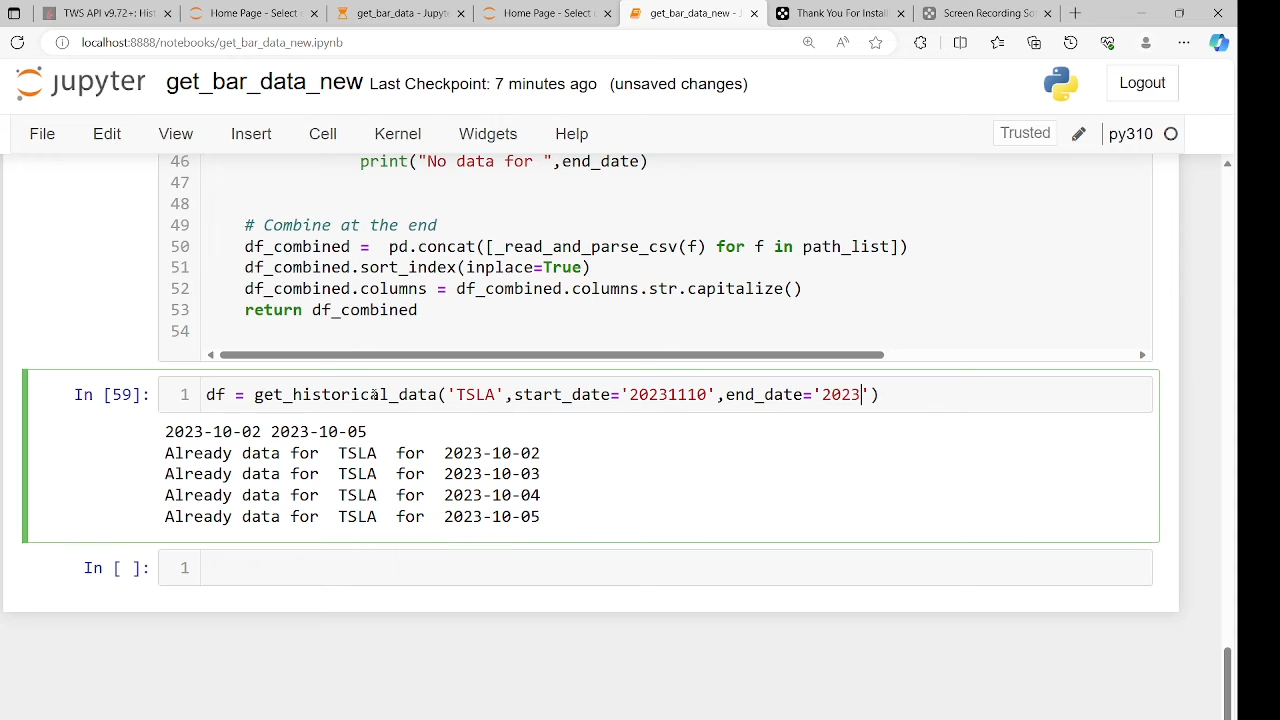 TWS API v9.72+: Hist
Home Page - Select e
get_bar_data - Jupyte
Home Page - Select o
get_bar_data_new - J
Thank You For Install
Screen Recording So
localhost:8888/notebooks/get_bar_data_new.ipynb
jupyter get_bar_data_new Last Checkpoint: 7 minutes ago (unsaved changes) Logout
File Edit View Insert Cell Kernel Widgets Help Trusted py310
46 print("No data for ",end_date)
47
48
49 # Combine at the end
50 df_combined = pd.concat([_read_and_parse_csv(f) for f in path_list])
51 df_combined.sort_index(inplace=True)
52 df_combined.columns = df_combined.columns.str.capitalize()
53 return df_combined
54
In [59]: 1 df = get_historical_data('TSLA',start_date='20231110',end_date='2023')
2023-10-02 2023-10-05
Already data for TSLA for 2023-10-02
Already data for TSLA for 2023-10-03
Already data for TSLA for 2023-10-04
Already data for TSLA for 2023-10-05
In [ ]: 1